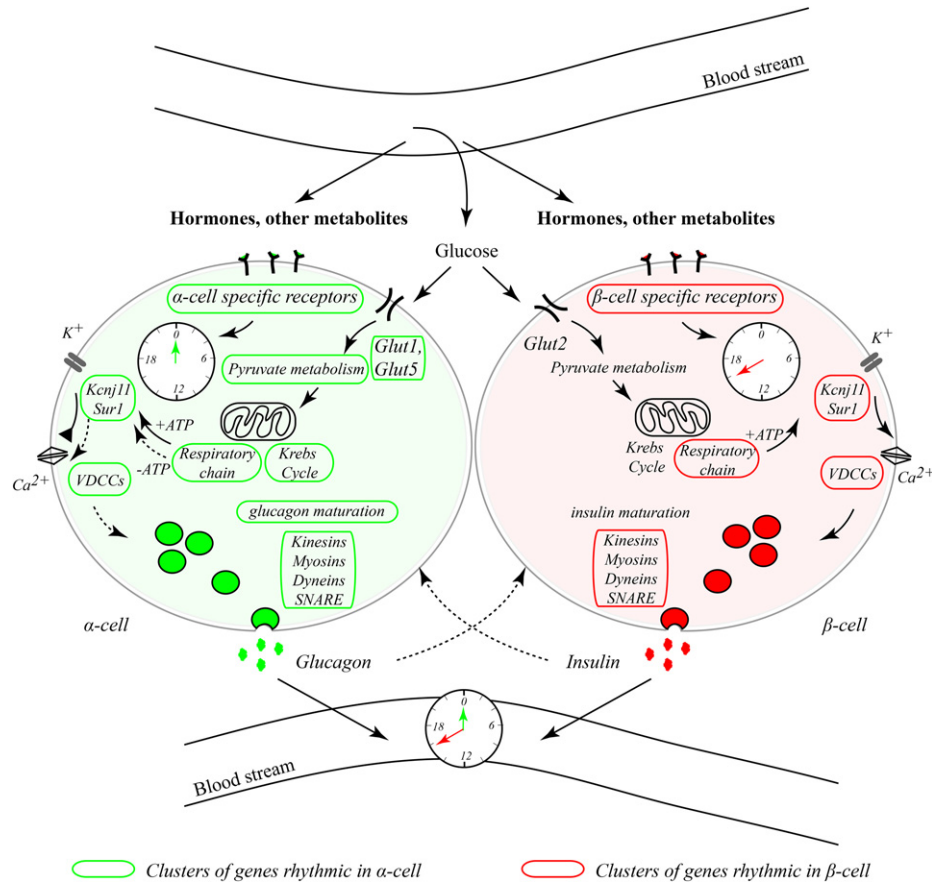 Blood stream
Hormones, other metabolites
Hormones, other metabolites
Glucose
α-cell specific receptors
β-cell specific receptors
K+
0
6
12
18
Glut1,
Glut5
Pyruvate metabolism
Kcnj11
Sur1
+ATP
-ATP
Respiratory
chain
Krebs
Cycle
Ca2+
VDCCs
glucagon maturation
Kinesins
Myosins
Dyneins
SNARE
α-cell
Glucagon
Glut2
0
6
12
18
K+
Pyruvate metabolism
Kcnj11
Sur1
Krebs
Cycle
Respiratory
chain
+ATP
VDCCs
Ca2+
insulin maturation
Kinesins
Myosins
Dyneins
SNARE
β-cell
Insulin
0
6
12
18
Blood stream
Clusters of genes rhythmic in α-cell
Clusters of genes rhythmic in β-cell